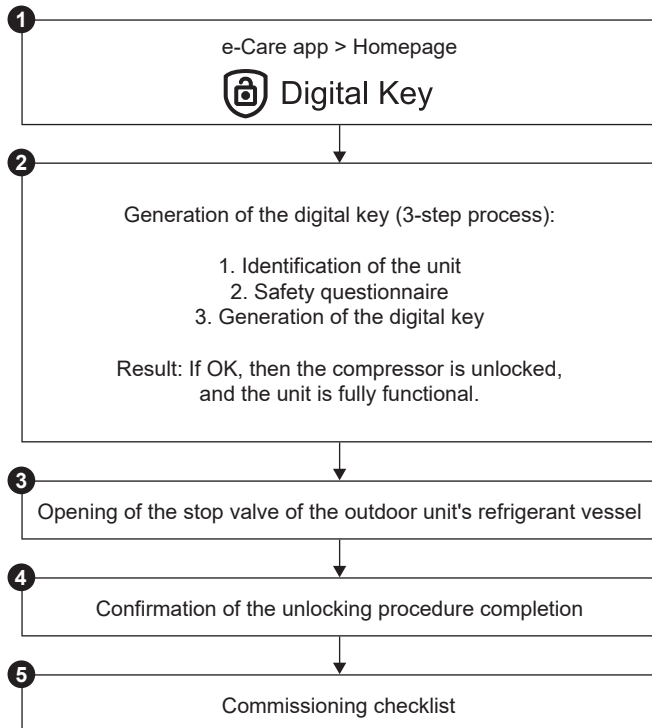 1
e-Care app > Homepage
Digital Key
2
Generation of the digital key (3-step process):
1. Identification of the unit
2. Safety questionnaire
3. Generation of the digital key
Result: If OK, then the compressor is unlocked,
and the unit is fully functional.
3
Opening of the stop valve of the outdoor unit's refrigerant vessel
4
Confirmation of the unlocking procedure completion
5
Commissioning checklist